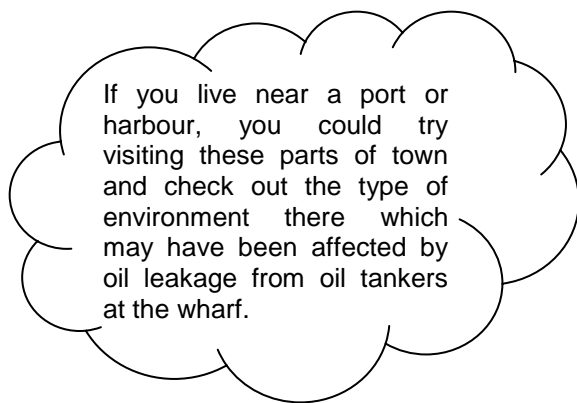 If you live near a port or
harbour, you could try
visiting these parts of town
and check out the type of
environment there which
may have been affected by
oil leakage from oil tankers
at the wharf.